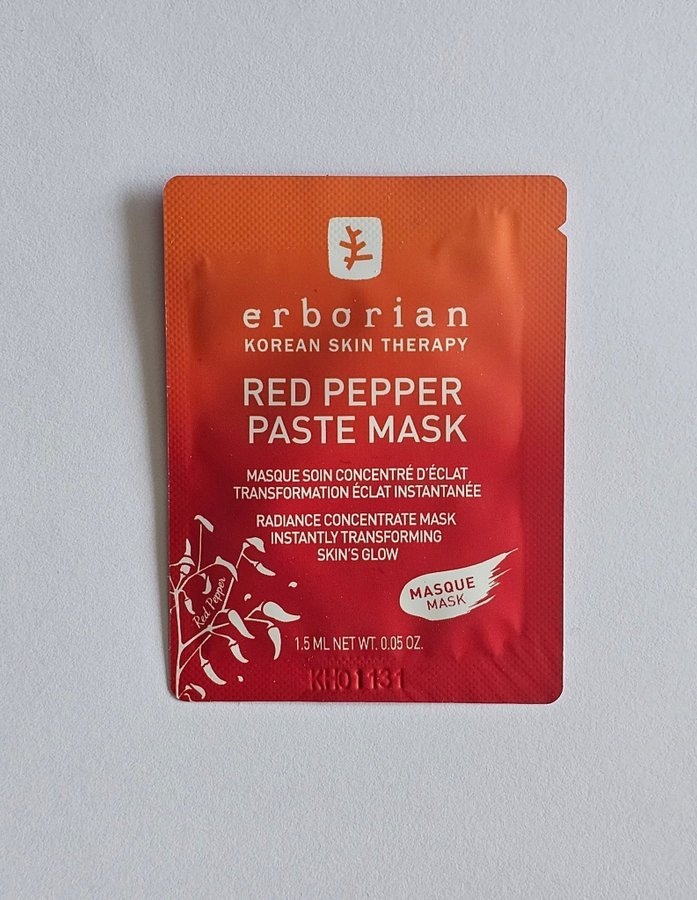 erborian
KOREAN SKIN THERAPY
RED PEPPER
PASTE MASK
MASQUE SOIN CONCENTRÉ D'ÉCLAT
TRANSFORMATION ÉCLAT INSTANTANÉE
RADIANCE CONCENTRATE MASK
INSTANTLY TRANSFORMING
SKIN'S GLOW
MASQUE
MASK
Red Pepper
1.5 ML NET WT. 0.05 OZ.
KH01131